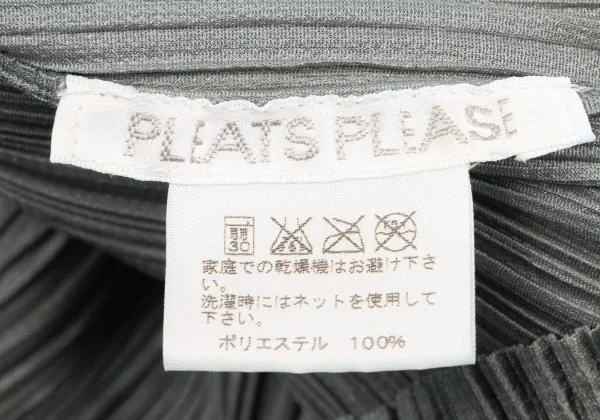 PLEATS PLEASE
弱
30
家庭での乾燥機はお避け下さ
い。
洗濯時にはネットを使用して
下さい。
ポリエステル 100%